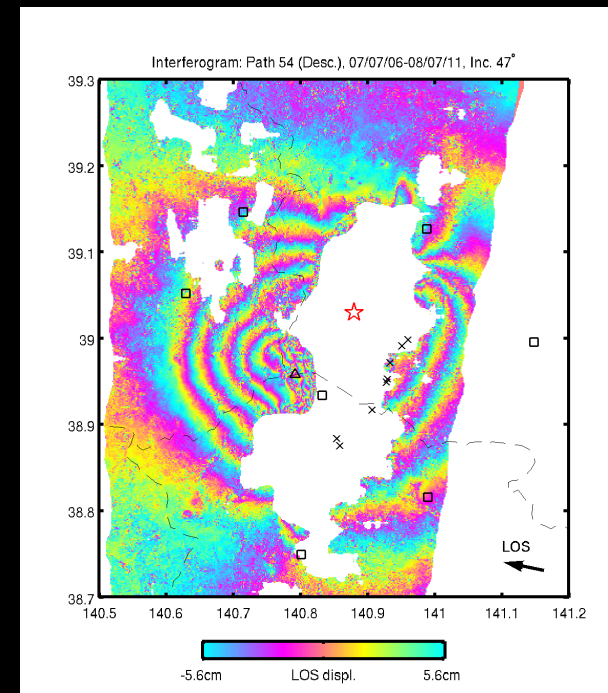 Interferogram: Path 54 (Desc.), 07/07/06-08/07/11, Inc. 47°
39.3
39.2
39.1
39
38.9
38.8
38.7
LOS
140.5 140.6 140.7 140.8 140.9 141 141.1 141.2
-5.6cm LOS displ. 5.6cm